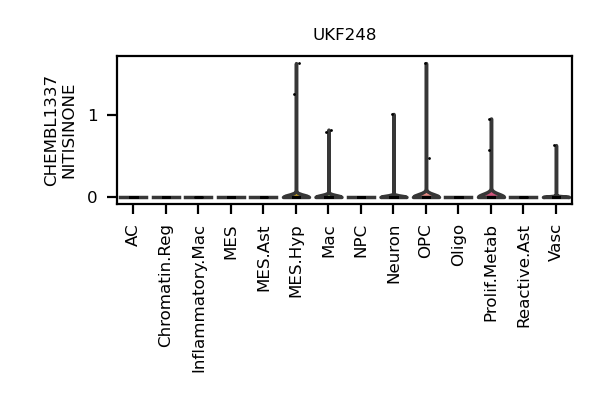 UKF248
CHEMBL1337
NITISINONE
1
0
AC
Chromatin.Reg
Inflammatory.Mac
MES
MES.Ast
MES.Hyp
Mac
NPC
Neuron
OPC
Oligo
Prolif.Metab
Reactive.Ast
Vasc